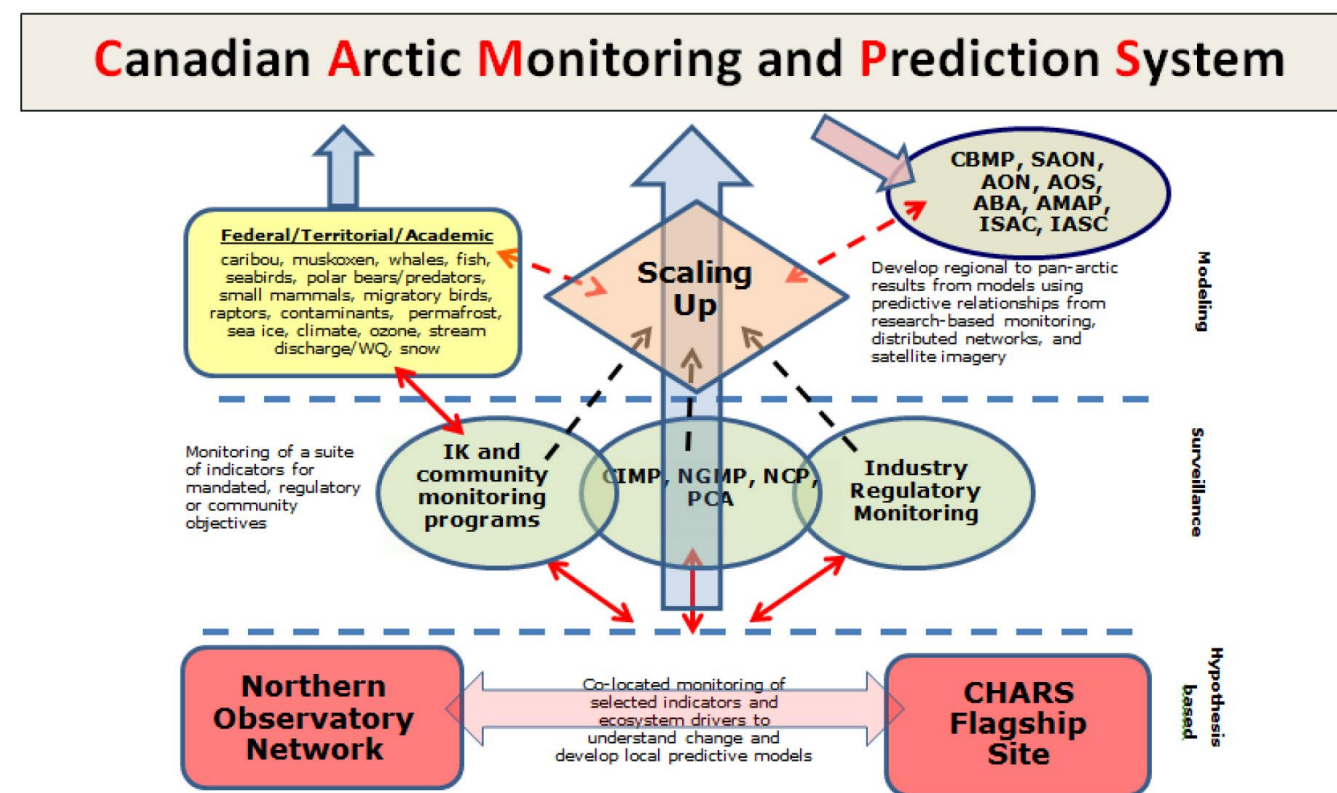 Canadian Arctic Monitoring and Prediction System
CBMP, SAON,
AON, AOS,
ABA, AMAP,
ISAC, IASC
Federal/Territorial/Academic
caribou, muskoxen, whales, fish,
seabirds, polar bears/predators,
small mammals, migratory birds,
raptors, contaminants, permafrost,
sea ice, climate, ozone, stream
discharge/WQ, snow
Scaling
Up
Develop regional to pan-arctic
results from models using
predictive relationships from
research-based monitoring,
distributed networks, and
satellite imagery
Modeling
Monitoring of a suite
of indicators for
mandated, regulatory
or community
objectives
IK and
community
monitoring
programs
CIMP, NGMP, NCP,
PCA
Industry
Regulatory
Monitoring
Surveillance
Northern
Observatory
Network
Co-located monitoring of
selected indicators and
ecosystem drivers to
understand change and
develop local predictive models
CHARS
Flagship
Site
Hypothesis
based